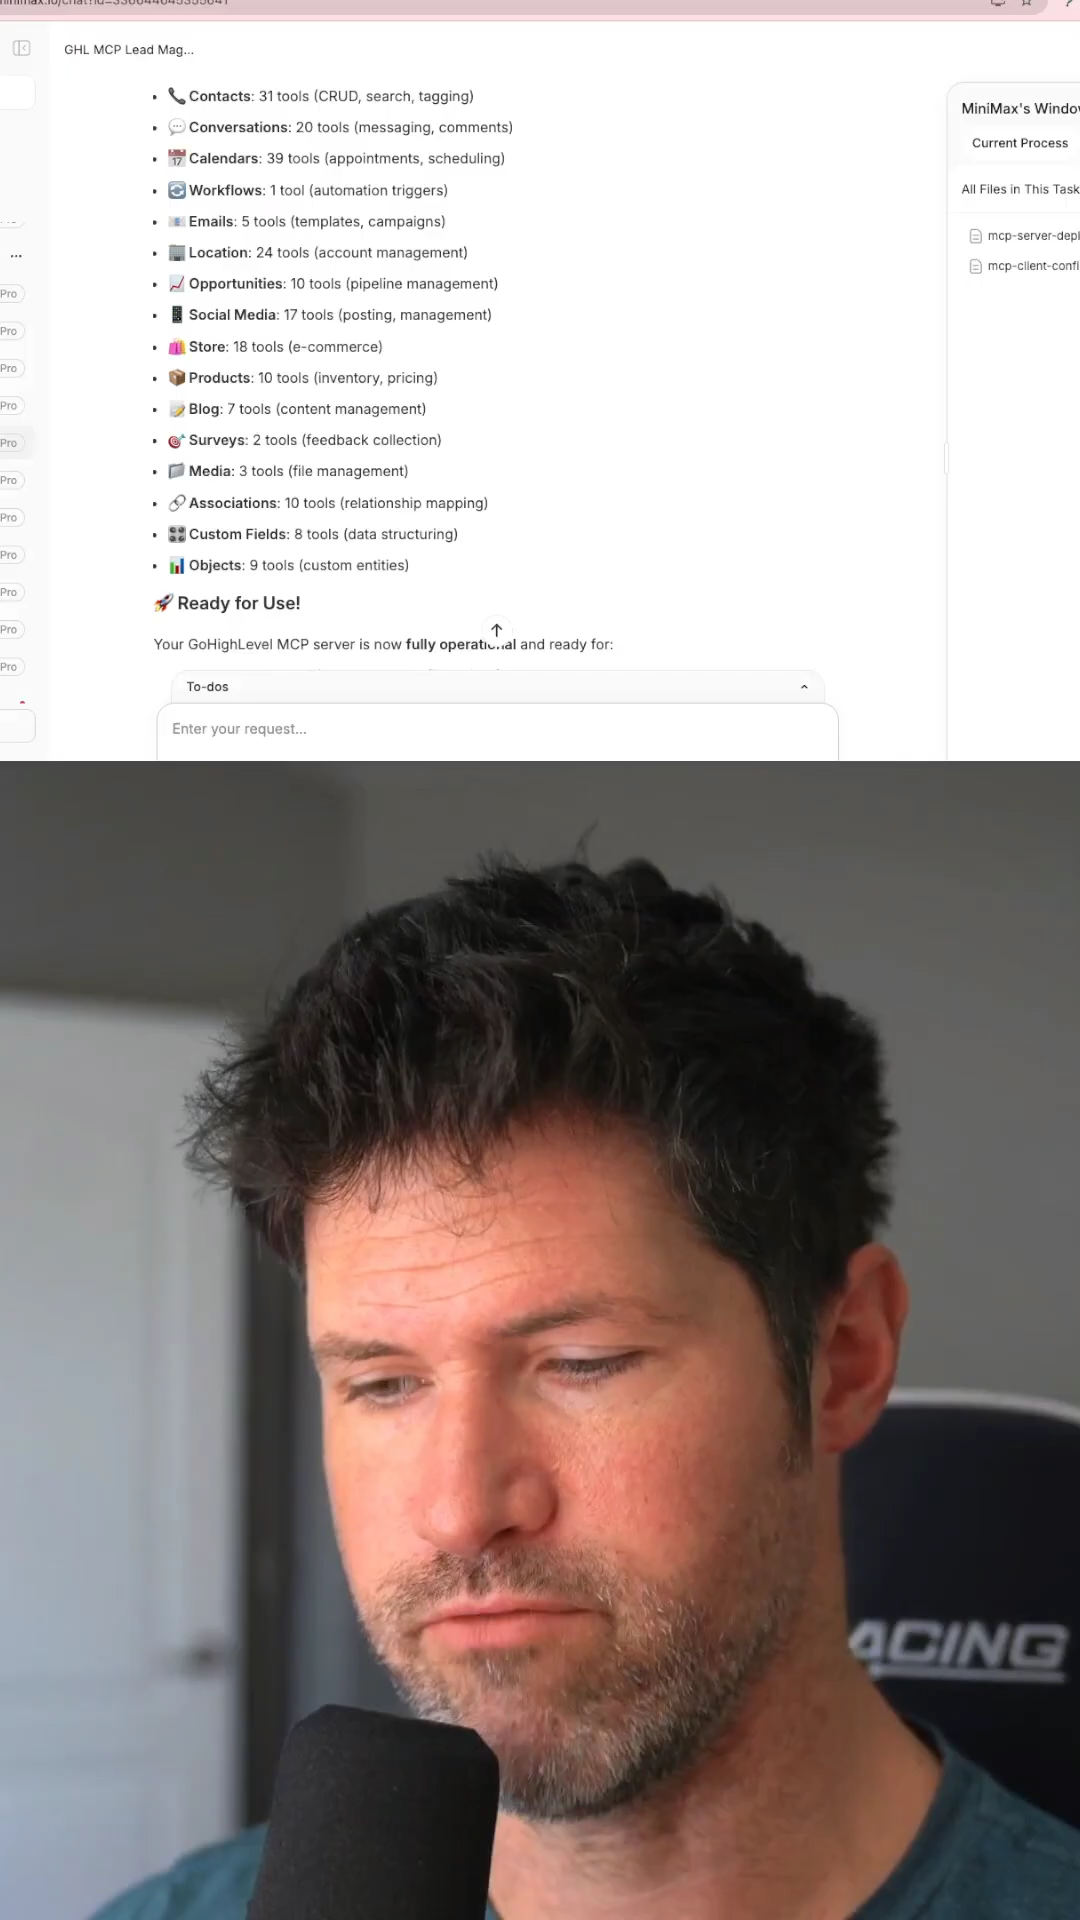 GHL MCP Lead Mag...
📞 Contacts: 31 tools (CRUD, search, tagging)
💬 Conversations: 20 tools (messaging, comments)
📅 Calendars: 39 tools (appointments, scheduling)
🔄 Workflows: 1 tool (automation triggers)
📧 Emails: 5 tools (templates, campaigns)
🏢 Location: 24 tools (account management)
📈 Opportunities: 10 tools (pipeline management)
📱 Social Media: 17 tools (posting, management)
🛍️ Store: 18 tools (e-commerce)
📦 Products: 10 tools (inventory, pricing)
📝 Blog: 7 tools (content management)
🎯 Surveys: 2 tools (feedback collection)
📁 Media: 3 tools (file management)
🔗 Associations: 10 tools (relationship mapping)
🎛️ Custom Fields: 8 tools (data structuring)
📊 Objects: 9 tools (custom entities)
🚀 Ready for Use!
Your GoHighLevel MCP server is now fully operational and ready for:
To-dos
Enter your request...
MiniMax's Windo
Current Process
All Files in This Task
mcp-server-depl
mcp-client-confi
Pro
Pro
Pro
Pro
Pro
Pro
Pro
Pro
Pro
Pro
Pro
ACING